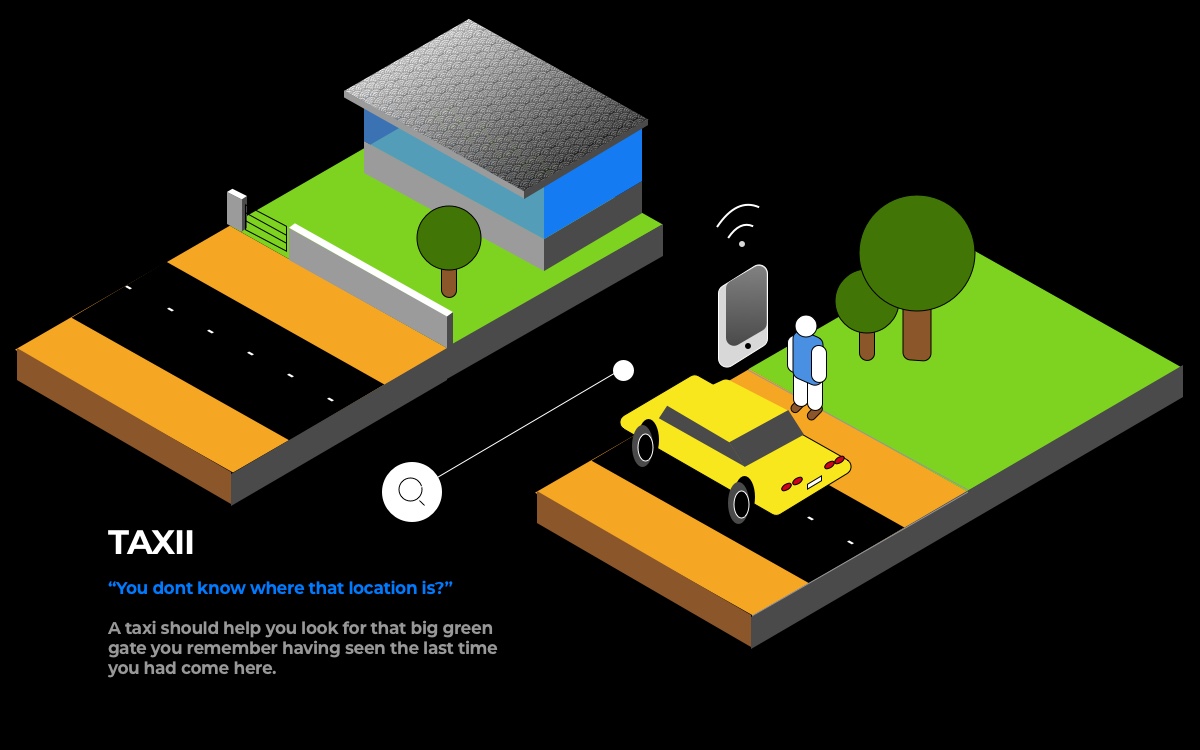 TAXII
“You dont know where that location is?”
A taxi should help you look for that big green
gate you remember having seen the last time
you had come here.